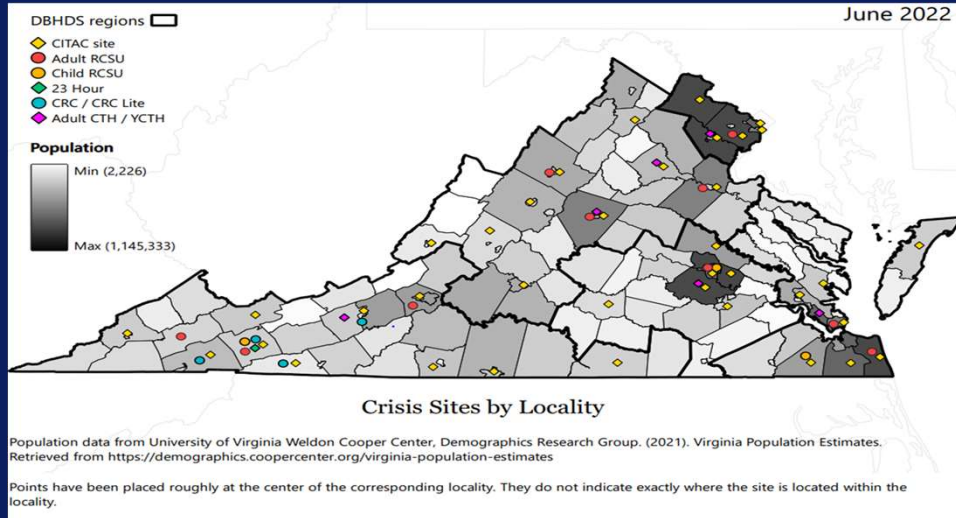 June 2022
DBHDS regions
CITAC site
Adult RCSU
Child RCSU
23 Hour
CRC / CRC Lite
Adult CTH / YCTH
Population
Min (2,226)
Max (1,145,333)
Crisis Sites by Locality
Population data from University of Virginia Weldon Cooper Center, Demographics Research Group. (2021). Virginia Population Estimates.
Retrieved from https://demographics.coopercenter.org/virginia-population-estimates
Points have been placed roughly at the center of the corresponding locality. They do not indicate exactly where the site is located within the
locality.